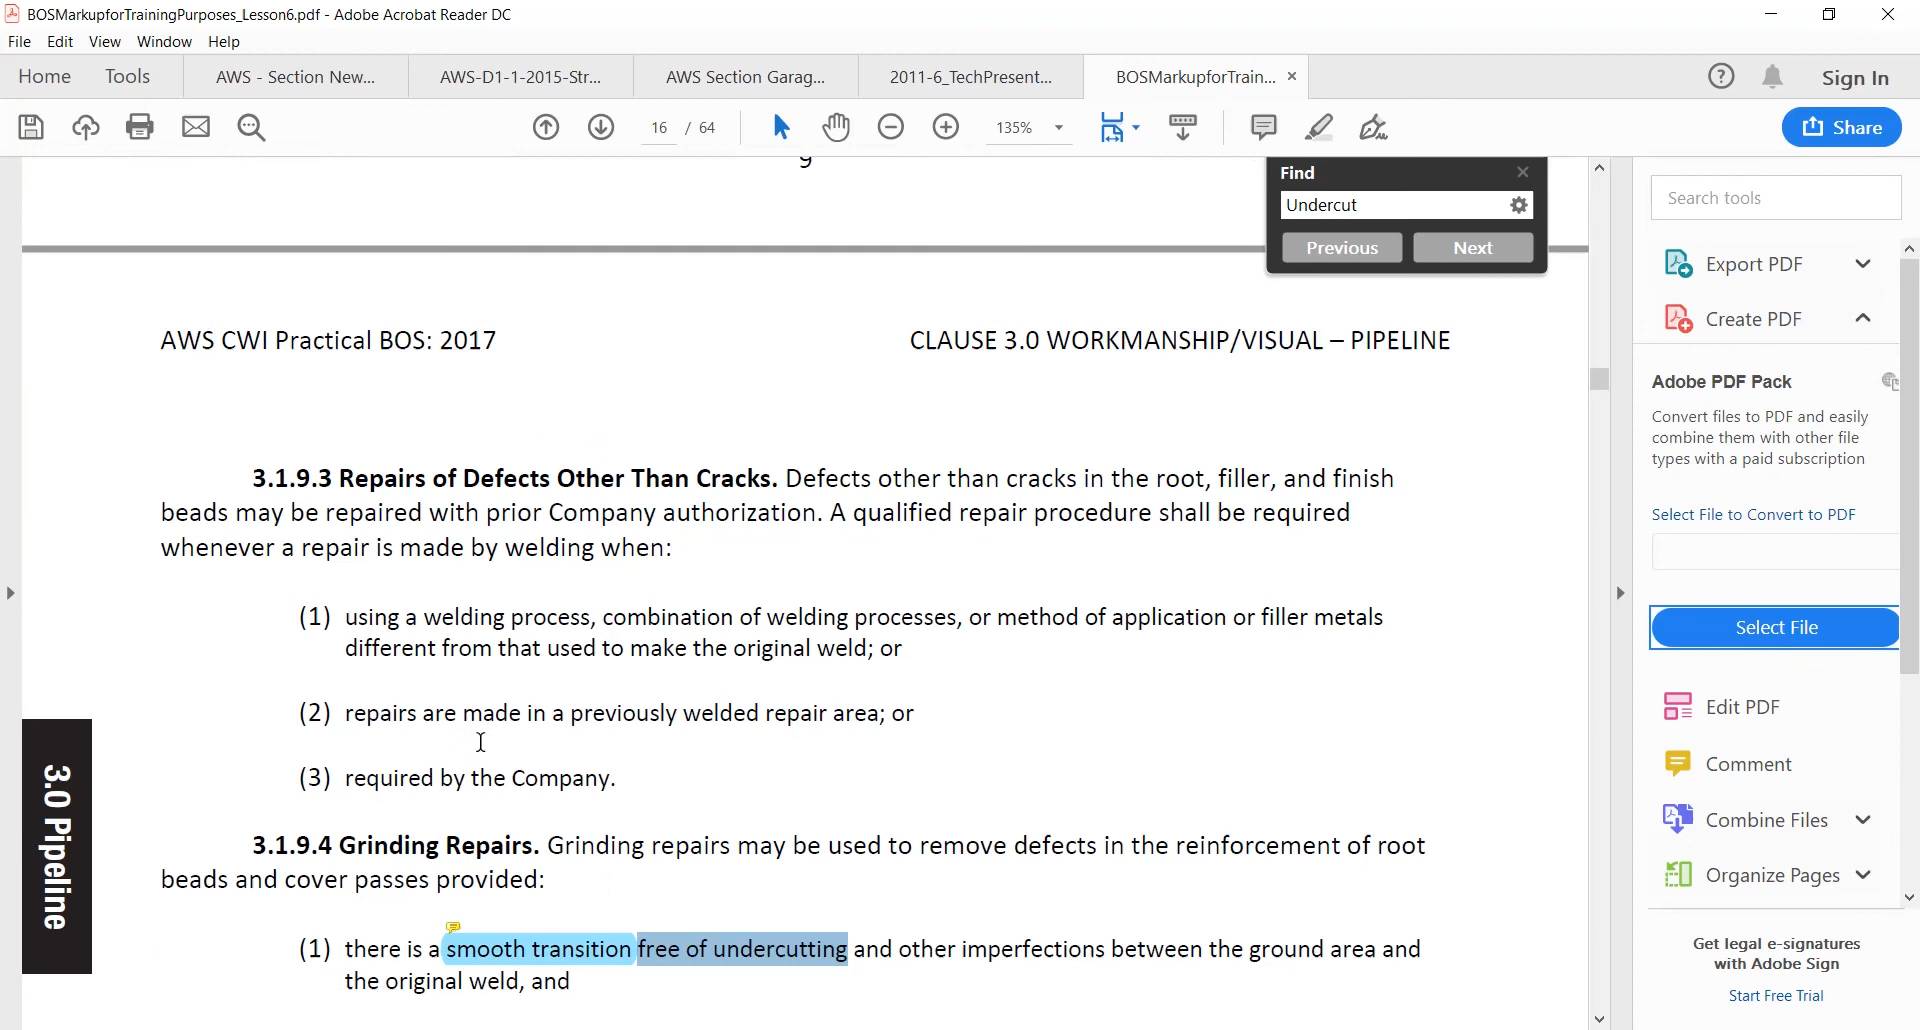 BOSMarkupforTrainingPurposes_Lesson6.pdf - Adobe Acrobat Reader DC
File Edit View Window Help
Home Tools AWS - Section New... AWS-D1-1-2015-Str... AWS Section Garag... 2011-6_TechPresent... BOSMarkupforTrain... × Sign In
16 / 64 135% Share
9
Find
Undercut
Previous Next
AWS CWI Practical BOS: 2017 CLAUSE 3.0 WORKMANSHIP/VISUAL – PIPELINE
3.1.9.3 Repairs of Defects Other Than Cracks. Defects other than cracks in the root, filler, and finish
beads may be repaired with prior Company authorization. A qualified repair procedure shall be required
whenever a repair is made by welding when:
(1) using a welding process, combination of welding processes, or method of application or filler metals
different from that used to make the original weld; or
(2) repairs are made in a previously welded repair area; or
(3) required by the Company.
3.1.9.4 Grinding Repairs. Grinding repairs may be used to remove defects in the reinforcement of root
beads and cover passes provided:
(1) there is a smooth transition free of undercutting and other imperfections between the ground area and
the original weld, and
3.0 Pipeline
Search tools
Export PDF
Create PDF
Adobe PDF Pack
Convert files to PDF and easily
combine them with other file
types with a paid subscription
Select File to Convert to PDF
Select File
Edit PDF
Comment
Combine Files
Organize Pages
Get legal e-signatures
with Adobe Sign
Start Free Trial